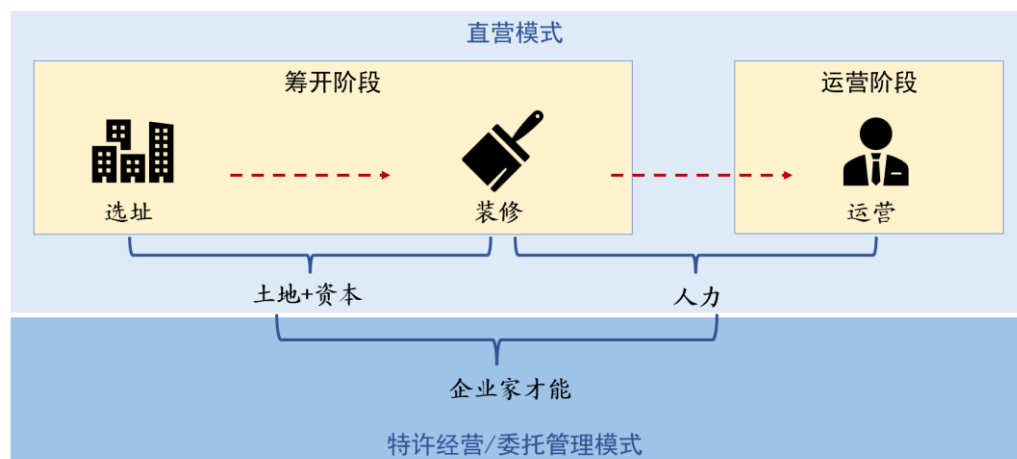 直营模式
筹开阶段
运营阶段
选址
装修
运营
土地+资本
人力
企业家才能
特许经营/委托管理模式